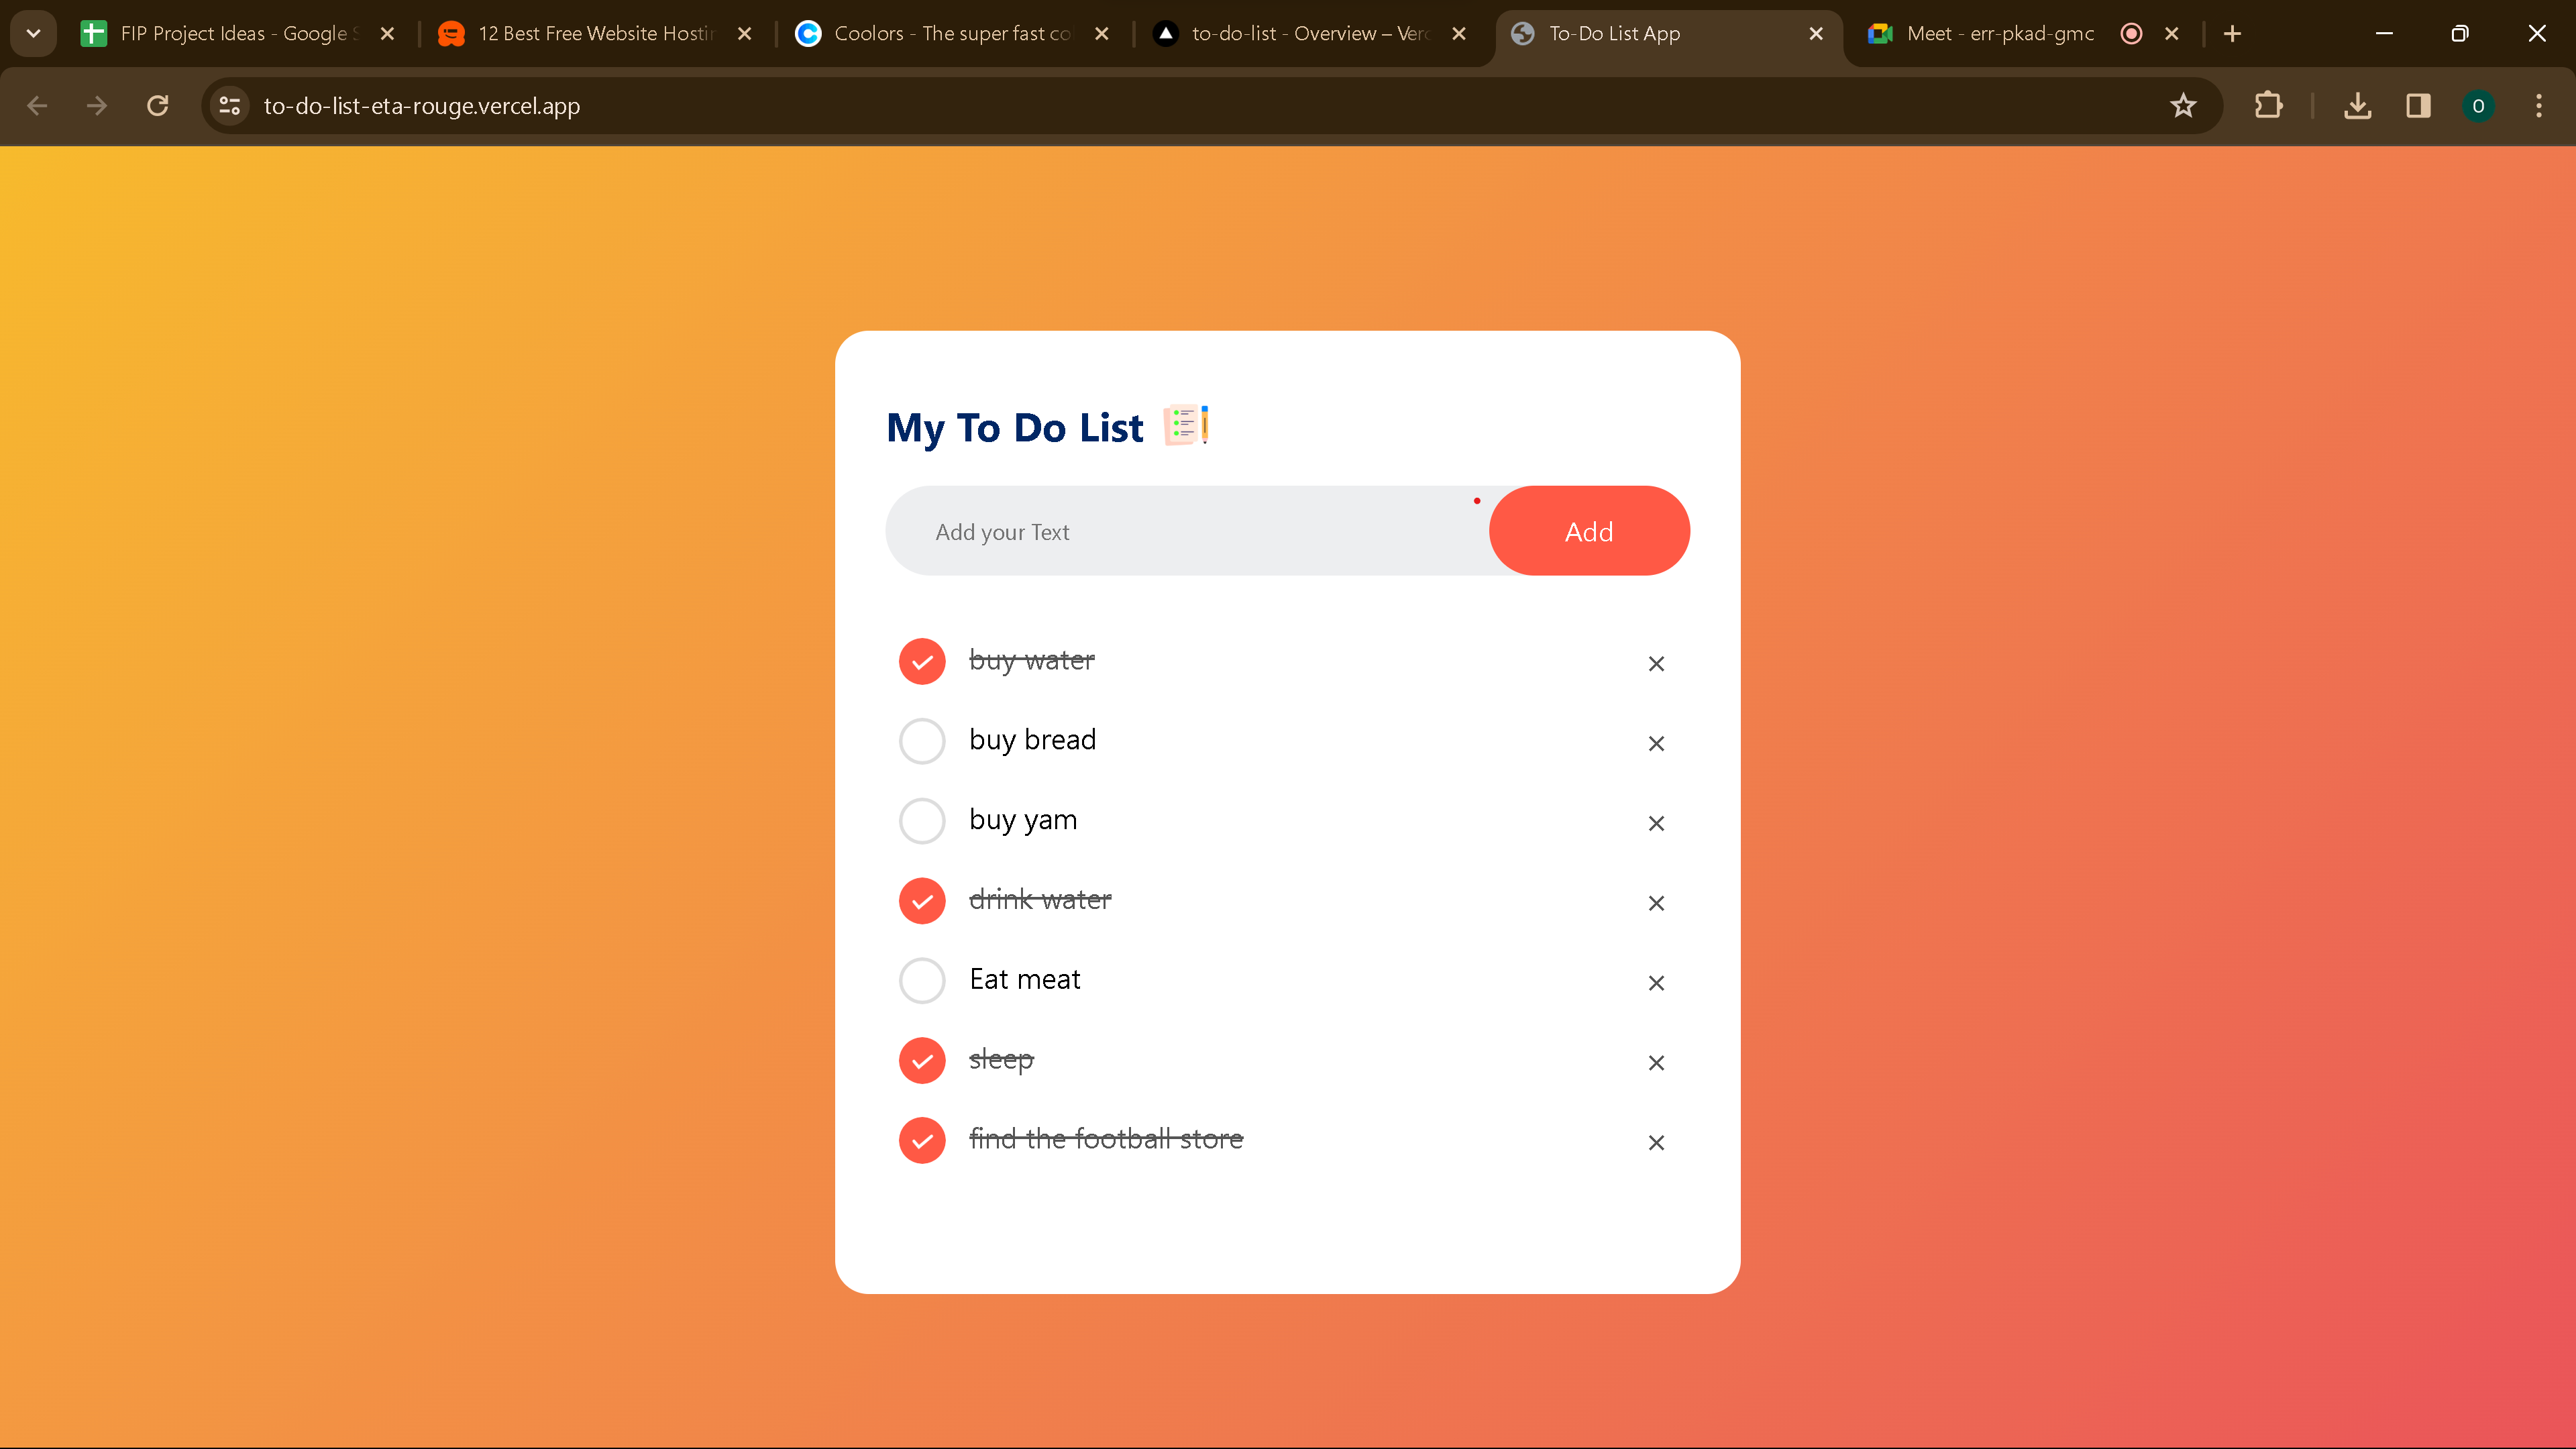 FIP Project Ideas - Google S
12 Best Free Website Hostin
Coolors - The super fast co
to-do-list - Overview – Verc
To-Do List App
Meet - err-pkad-gmc
to-do-list-eta-rouge.vercel.app
O
My To Do List
Add your Text
Add
buy water
buy bread
buy yam
drink water
Eat meat
sleep
find the football store